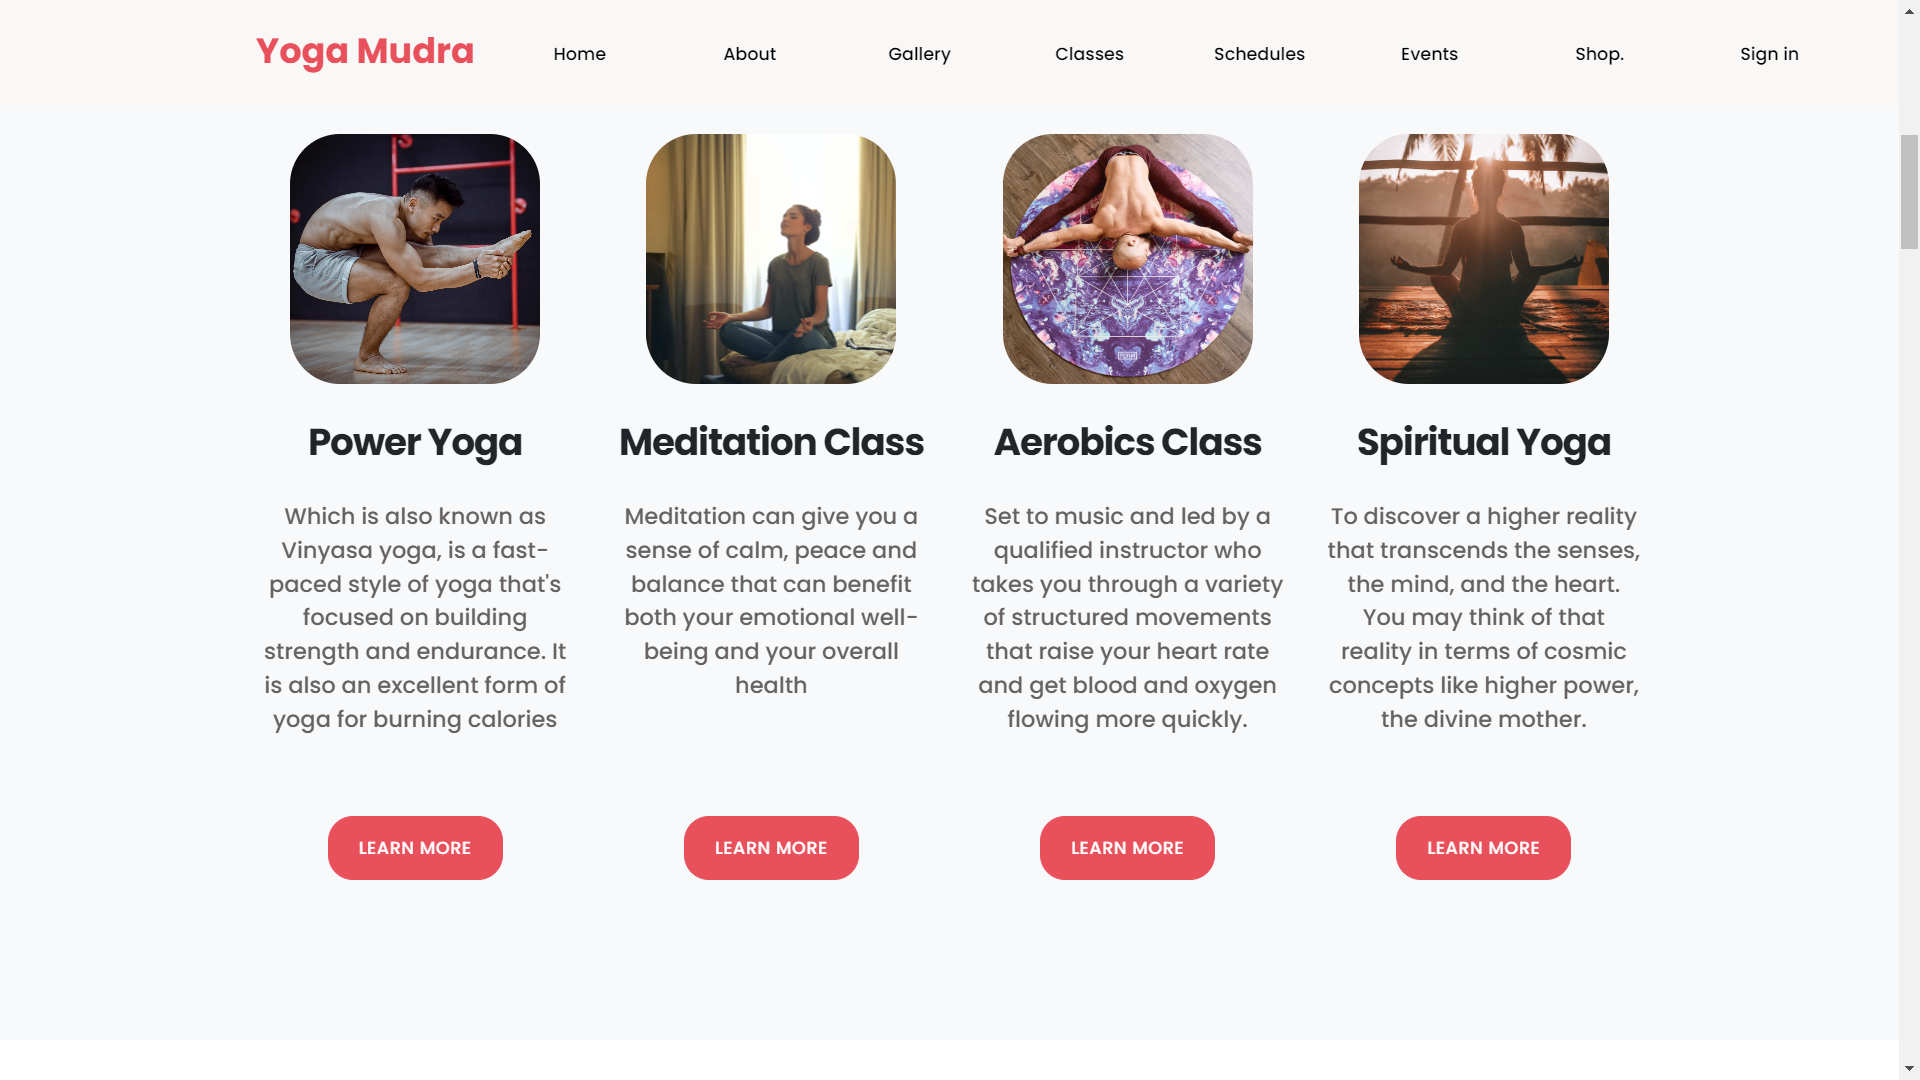 Yoga Mudra
Home
About
Gallery
Classes
Schedules
Events
Shop.
Sign in
Power Yoga
Which is also known as
Vinyasa yoga, is a fast-
paced style of yoga that's
focused on building
strength and endurance. It
is also an excellent form of
yoga for burning calories
LEARN MORE
Meditation Class
Meditation can give you a
sense of calm, peace and
balance that can benefit
both your emotional well-
being and your overall
health
LEARN MORE
Aerobics Class
Set to music and led by a
qualified instructor who
takes you through a variety
of structured movements
that raise your heart rate
and get blood and oxygen
flowing more quickly.
LEARN MORE
Spiritual Yoga
To discover a higher reality
that transcends the senses,
the mind, and the heart.
You may think of that
reality in terms of cosmic
concepts like higher power,
the divine mother.
LEARN MORE